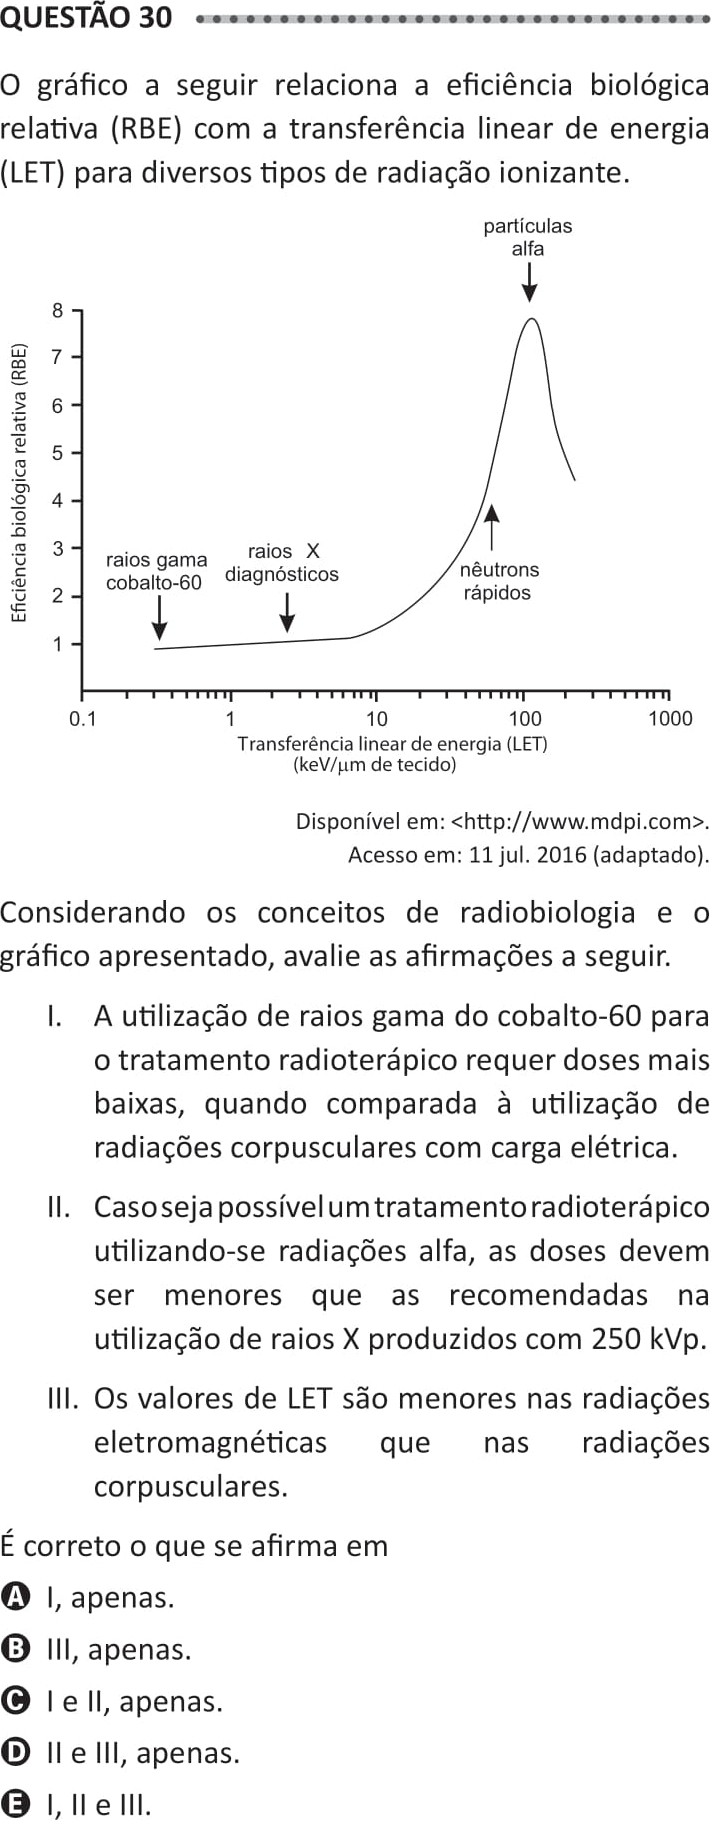 QUESTÃO 30
O gráfico a seguir relaciona a eficiência biológica
relativa (RBE) com a transferência linear de energia
(LET) para diversos tipos de radiação ionizante.
partículas
alfa
8
7
6
5
4
3
2
1
Eficiência biológica relativa (RBE)
raios gama
cobalto-60
raios X
diagnósticos
nêutrons
rápidos
0.1 1 10 100 1000
Transferência linear de energia (LET)
(keV/μm de tecido)
Disponível em: <http://www.mdpi.com>.
Acesso em: 11 jul. 2016 (adaptado).
Considerando os conceitos de radiobiologia e o
gráfico apresentado, avalie as afirmações a seguir.
I. A utilização de raios gama do cobalto-60 para
o tratamento radioterápico requer doses mais
baixas, quando comparada à utilização de
radiações corpusculares com carga elétrica.
II. Caso seja possível um tratamento radioterápico
utilizando-se radiações alfa, as doses devem
ser menores que as recomendadas na
utilização de raios X produzidos com 250 kVp.
III. Os valores de LET são menores nas radiações
eletromagnéticas que nas radiações
corpusculares.
É correto o que se afirma em
A I, apenas.
B III, apenas.
C I e II, apenas.
D II e III, apenas.
E I, II e III.